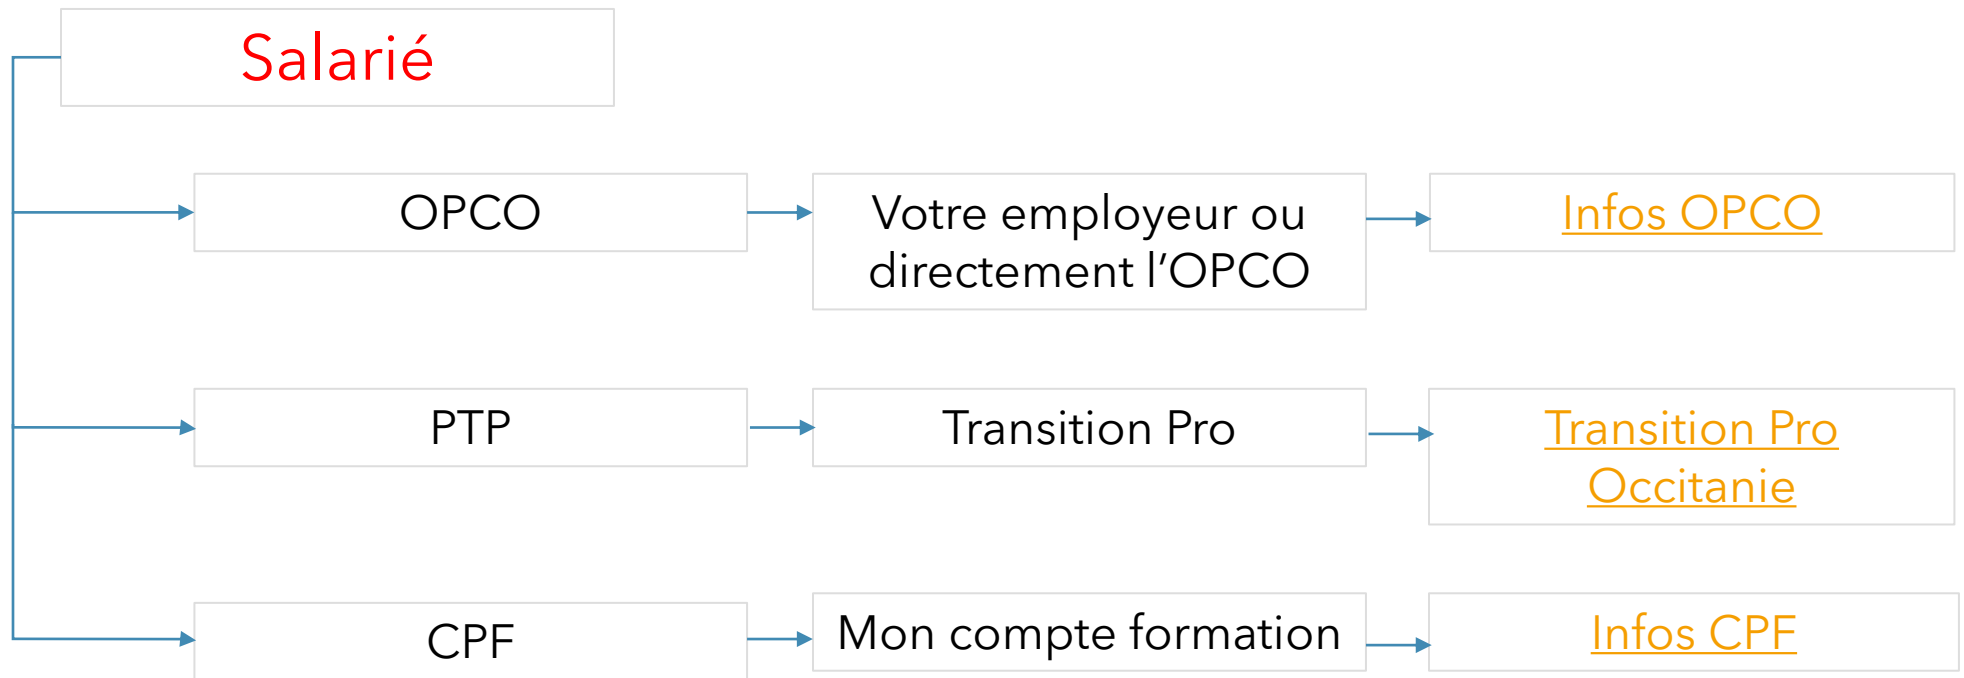 Salarié
OPCO
Votre employeur ou
directement l’OPCO
Infos OPCO
PTP
Transition Pro
Transition Pro
Occitanie
CPF
Mon compte formation
Infos CPF